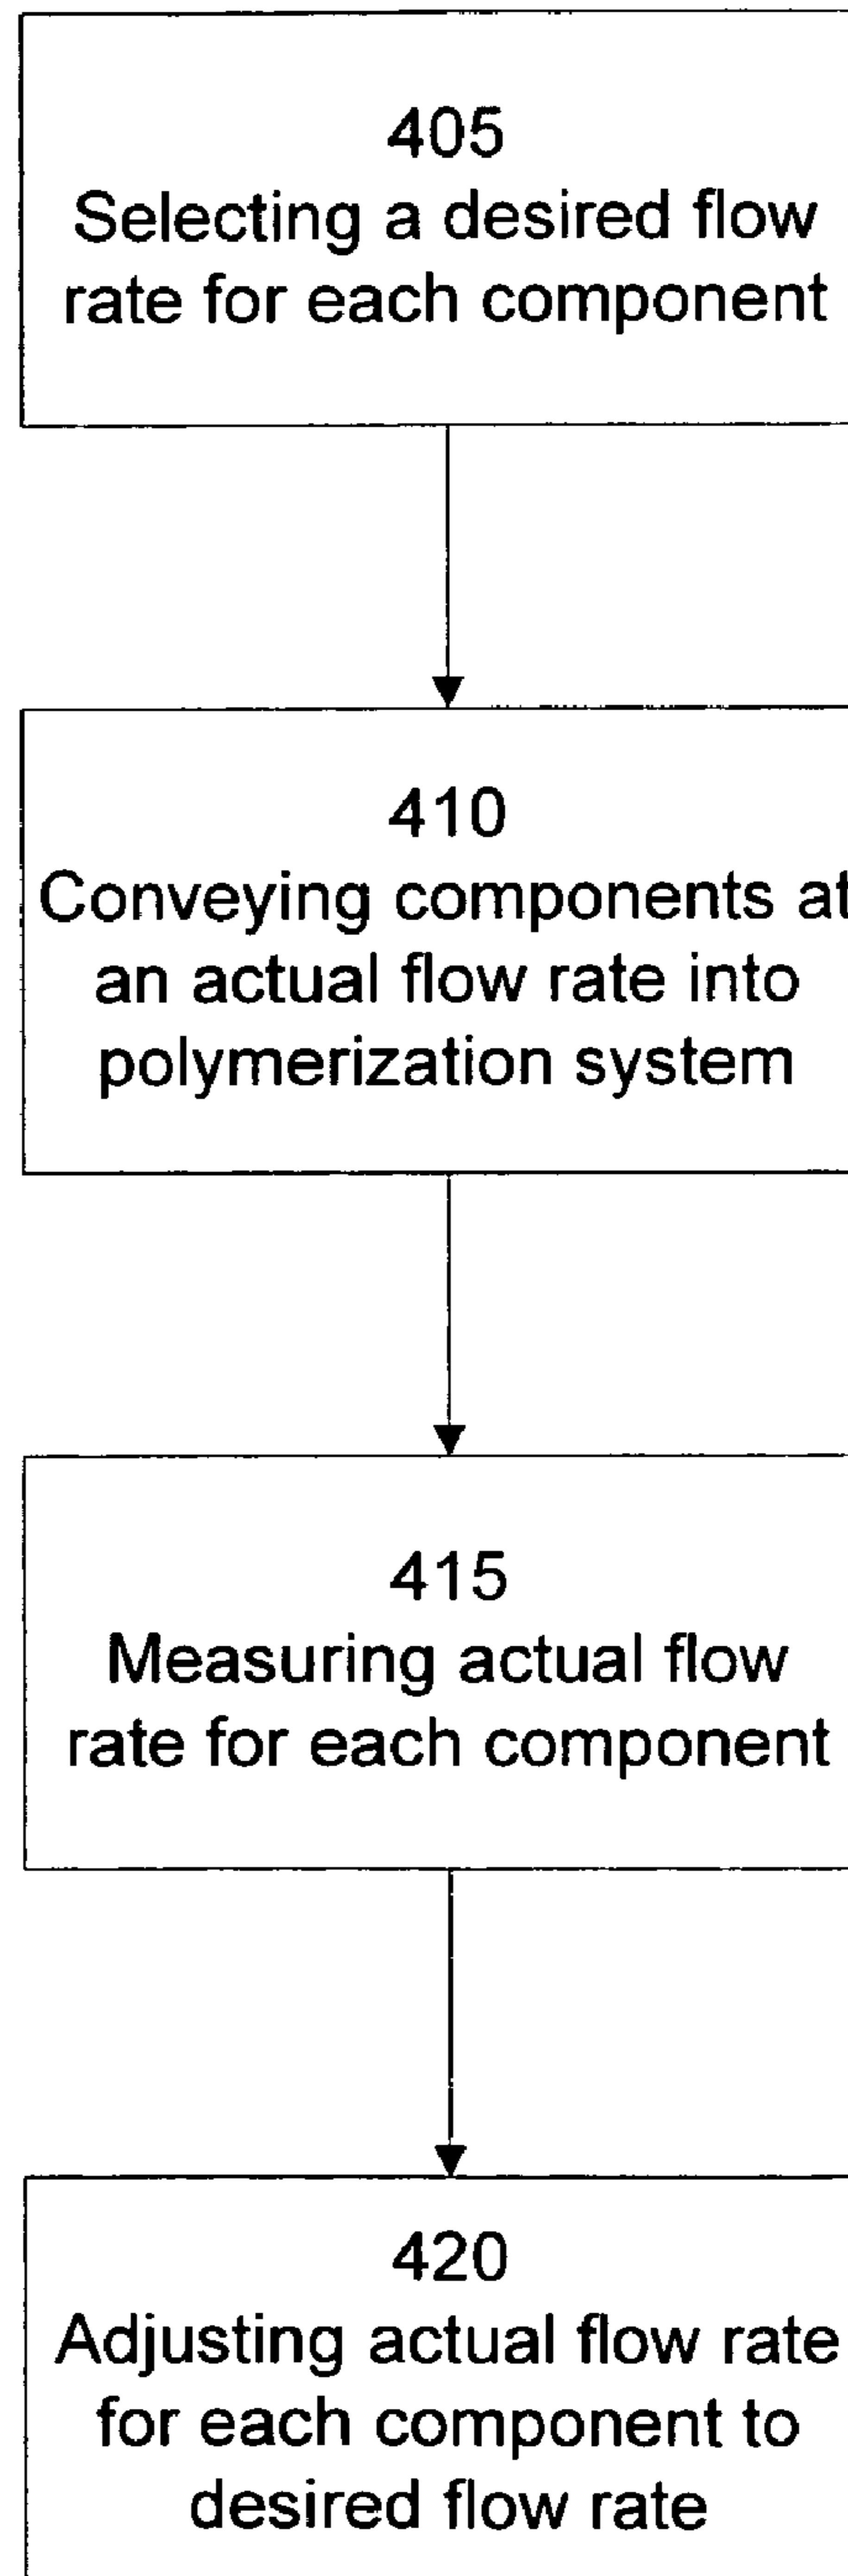 405
Selecting a desired flow
rate for each component
410
Conveying components at
an actual flow rate into
polymerization system
415
Measuring actual flow
rate for each component
420
Adjusting actual flow rate
for each component to
desired flow rate